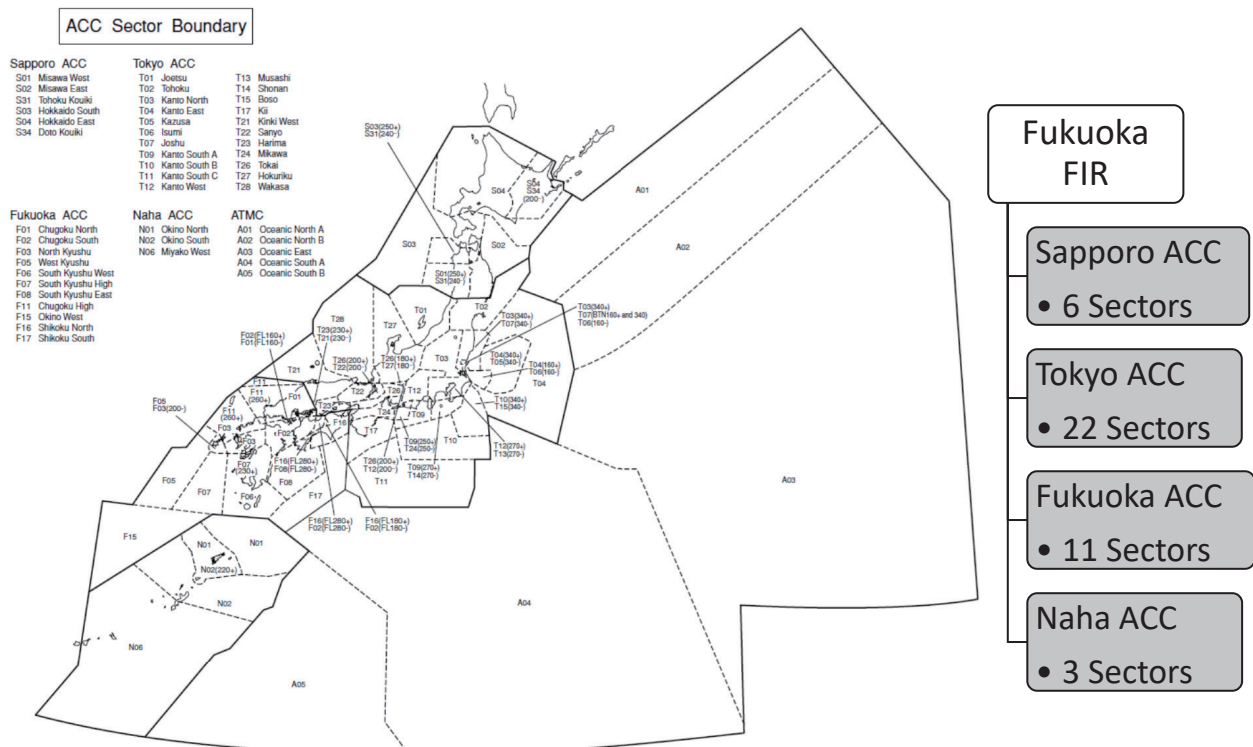 ACC Sector Boundary
Sapporo ACC
S01 Misawa West
S02 Misawa East
S31 Tohoku Kouiki
S03 Hokkaido South
S04 Hokkaido East
S34 Doto Kouiki
Tokyo ACC
T01 Joetsu
T02 Tohoku
T03 Kanto North
T04 Kanto East
T05 Kazusa
T06 Isumi
T07 Joshu
T09 Kanto South A
T10 Kanto South B
T11 Kanto South C
T12 Kanto West
T13 Musashi
T14 Shonan
T15 Boso
T17 Kii
T21 Kinki West
T22 Sanyo
T23 Harima
T24 Mikawa
T26 Tokai
T27 Hokuriku
T28 Wakasa
Fukuoka ACC
F01 Chugoku North
F02 Chugoku South
F03 North Kyushu
F05 West Kyushu
F06 South Kyushu West
F07 South Kyushu High
F08 South Kyushu East
F11 Chugoku High
F15 Okino West
F16 Shikoku North
F17 Shikoku South
Naha ACC
N01 Okino North
N02 Okino South
N06 Miyako West
ATMC
A01 Oceanic North A
A02 Oceanic North B
A03 Oceanic East
A04 Oceanic South A
A05 Oceanic South B
S03(250+)
S31(240-)
S04
S04
S34
(200-)
A01
A02
S03
S02
S01(250+)
S31(240-)
T02
T01
T28
T27
T03(340+)
T07(BTN160+ and 340)
T06(160-)
T03(340+)
T07(340-)
F02(FL160+)
F01(FL160-)
T23(230+)
T21(230-)
T26(200+)
T22(200-)
T26(180+)
T27(180-)
T03
T04(340+)
T05(340-)
T04(160+)
T06(160-)
T04
T21
T22
T26
T12
F11
F11
(260+)
F01
F05
F03(200-)
F11
(260+)
T23
T24
T09
T10(340+)
T15(340-)
F03
F02
F16
T17
F03
T10
T09(250+)
T24(250-)
T12(270+)
T13(270-)
F07
(230+)
F16(FL280+)
F08(FL280-)
T26(200+)
T12(200-)
T09(270+)
T14(270-)
F05
F07
F06
F08
F17
T11
A03
F16(FL280+)
F02(FL280-)
F16(FL180+)
F02(FL180-)
F15
N01
N01
N02(220+)
N02
A04
N06
A05
Fukuoka
FIR
Sapporo ACC
• 6 Sectors
Tokyo ACC
• 22 Sectors
Fukuoka ACC
• 11 Sectors
Naha ACC
• 3 Sectors